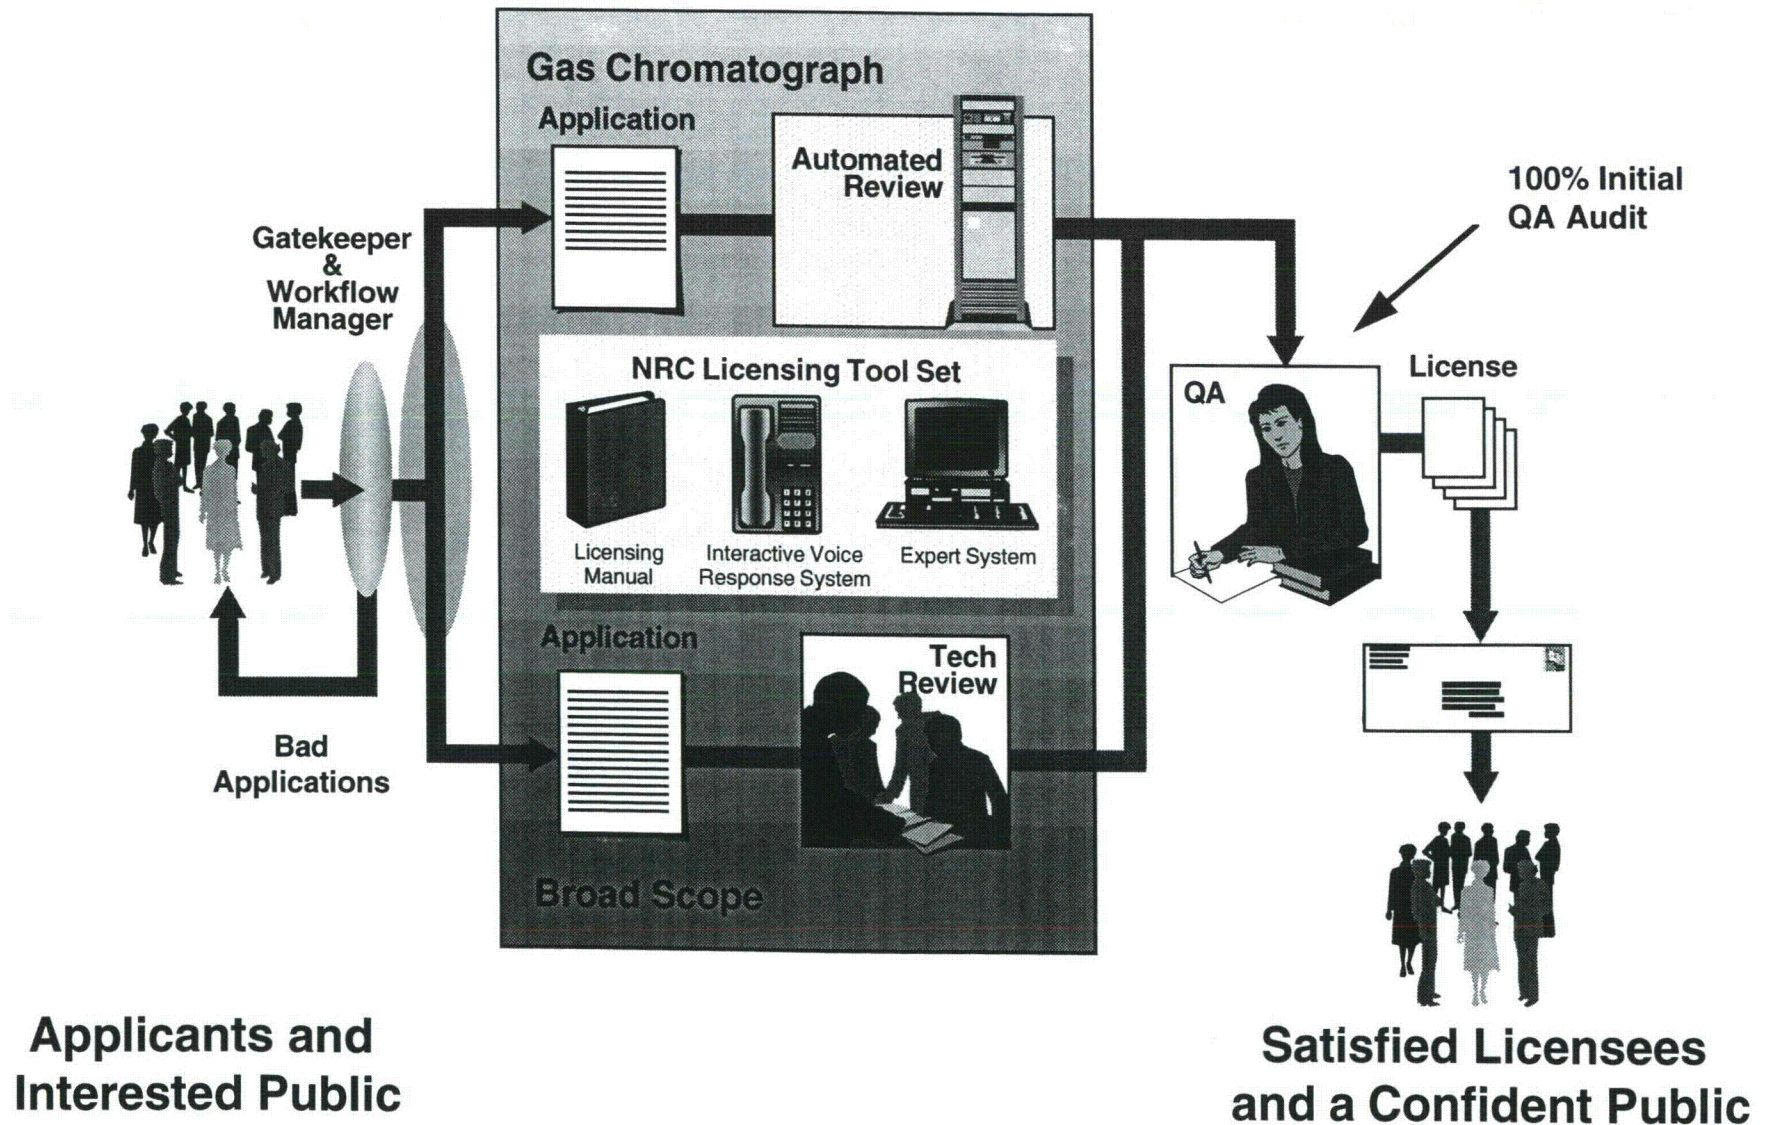 Gas Chromatograph
Application
Automated
Review
100% Initial
QA Audit
Gatekeeper
&
Workflow
Manager
NRC Licensing Tool Set
Licensing
Manual
Interactive Voice
Response System
Expert System
QA
License
Application
Tech
Review
Bad
Applications
Broad Scope
Applicants and
Interested Public
Satisfied Licensees
and a Confident Public